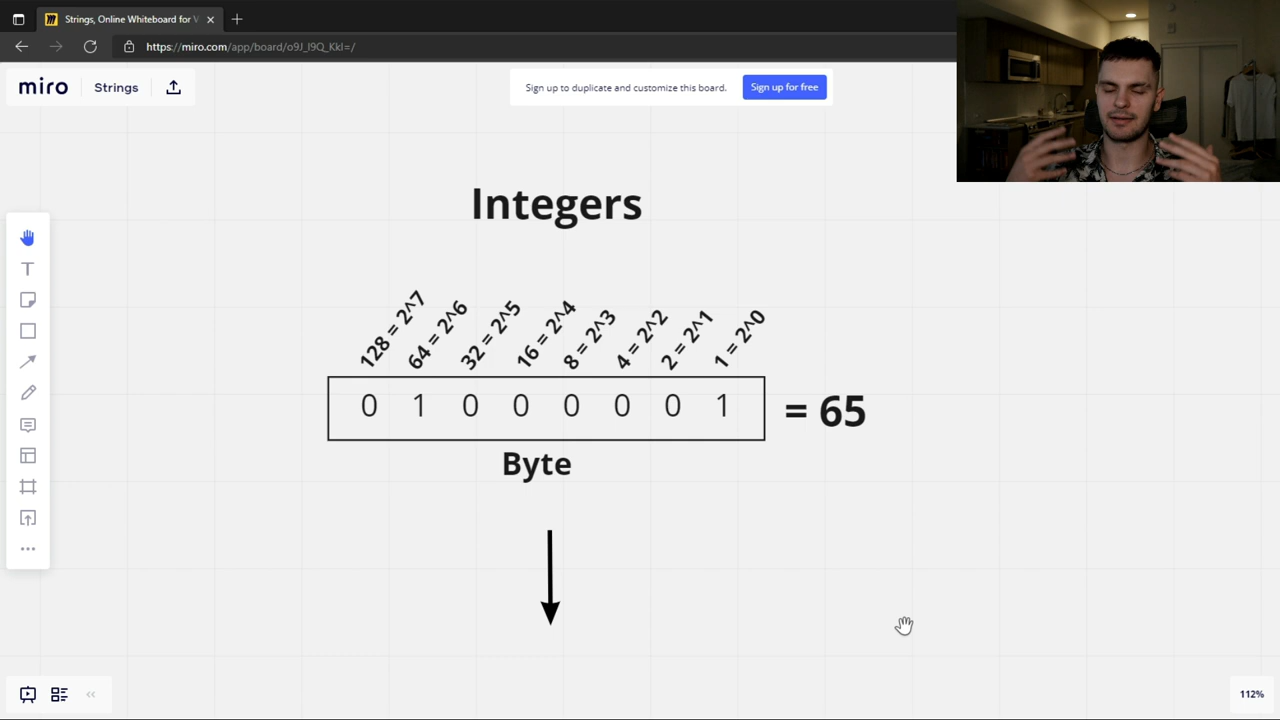 Strings, Online Whiteboard for V
https://miro.com/app/board/o9J_l9Q_KkI=/
miro
Strings
Sign up to duplicate and customize this board.
Sign up for free
Integers
128 = 2^7
64 = 2^6
32 = 2^5
16 = 2^4
8 = 2^3
4 = 2^2
2 = 2^1
1 = 2^0
0 1 0 0 0 0 0 1 = 65
Byte
T
112%